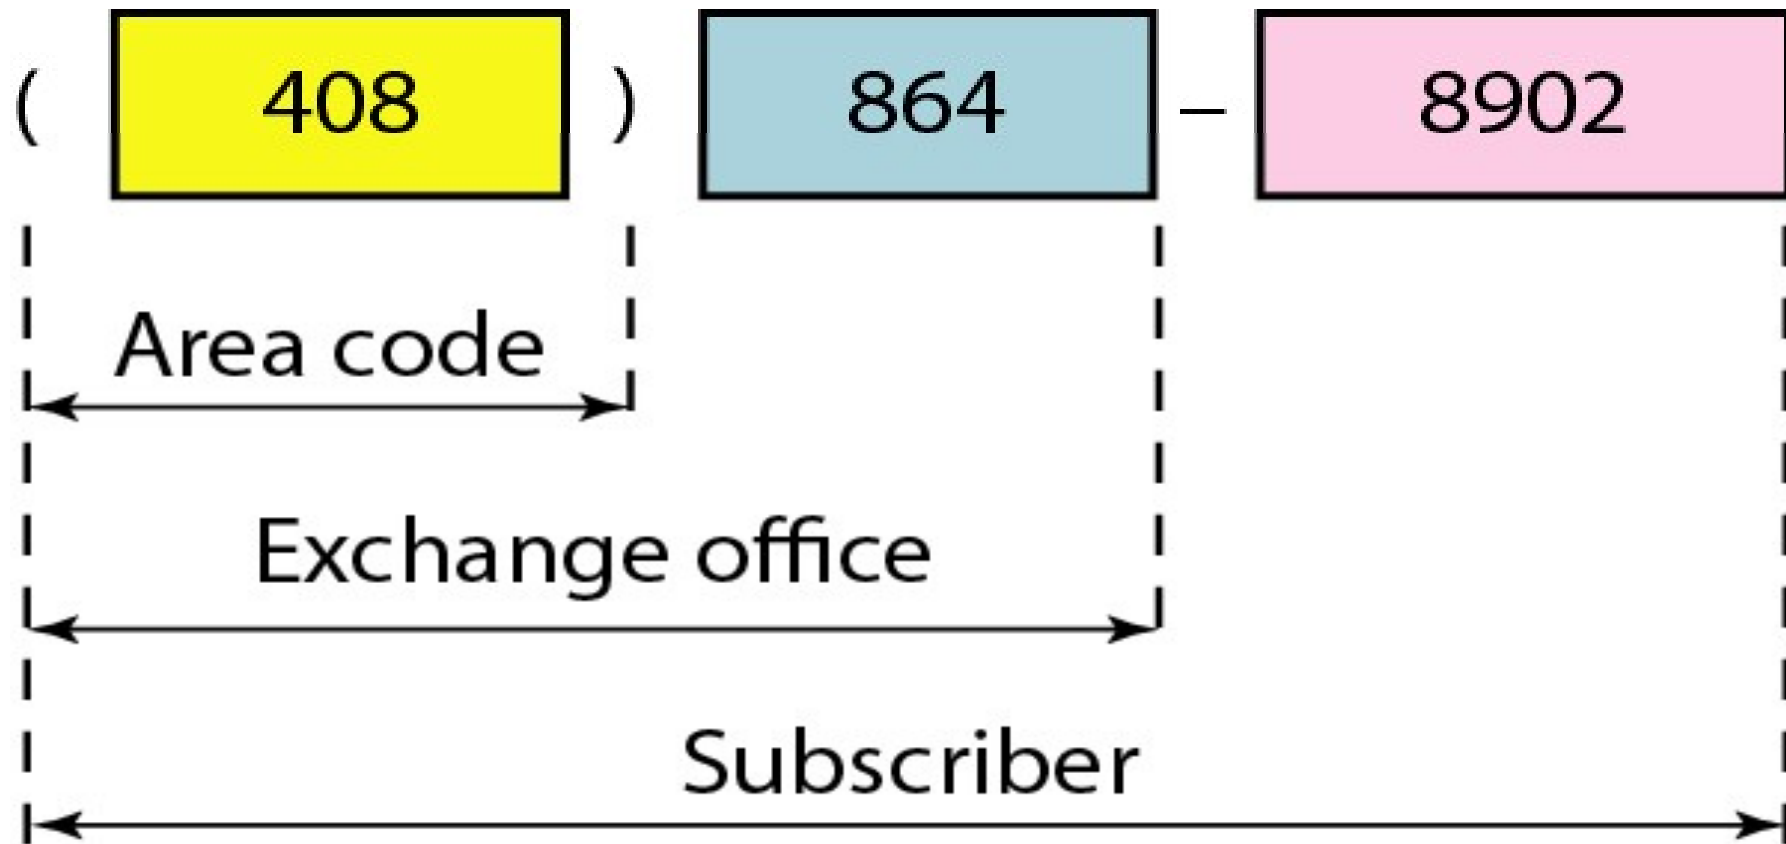 ( 408 ) 864 – 8902
Area code
Exchange office
Subscriber